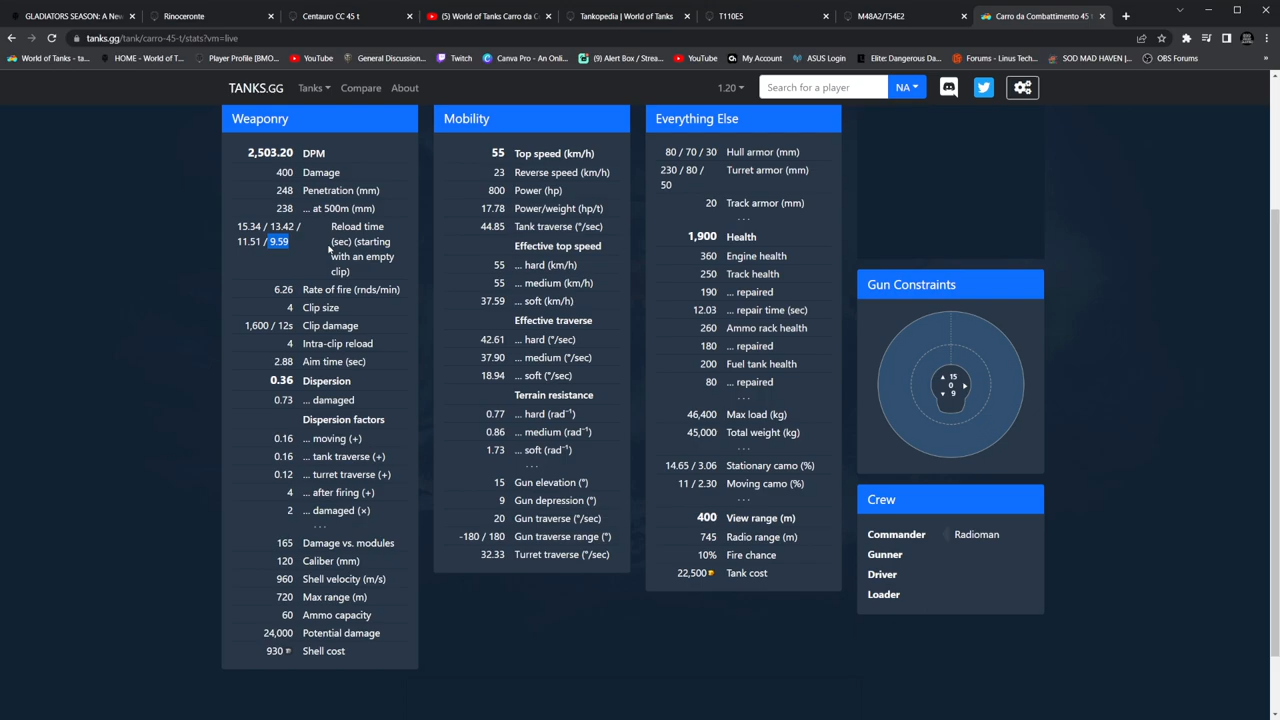 GLADIATORS SEASON: A Nev
Rinoceronte
Centauro CC 45 t
(5) World of Tanks Carro da C
Tankopedia | World of Tanks
T110E5
M48A2/T54E2
Carro da Combattimento 45
tanks.gg/tank/carro-45-t/stats?vm=live
World of Tanks -
HOME - World of T...
Player Profile [BMO...
YouTube
General Discussion...
Twitch
Canva Pro - An Onli...
(9) Alert Box / Strea...
YouTube
My Account
ASUS Login
Elite: Dangerous Da...
Forums - Linus Tech...
SOD MAD HAVEN |...
OBS Forums
»
TANKS.GG
Tanks
Compare
About
1.20
Search for a player
NA
Weaponry
2,503.20 DPM
400 Damage
248 Penetration (mm)
238 ... at 500m (mm)
15.34 / 13.42 / Reload time
11.51 / 9.59 (sec) (starting
with an empty
clip)
6.26 Rate of fire (rnds/min)
4 Clip size
1,600 / 12s Clip damage
4 Intra-clip reload
2.88 Aim time (sec)
0.36 Dispersion
0.73 ... damaged
Dispersion factors
0.16 ... moving (+)
0.16 ... tank traverse (+)
0.12 ... turret traverse (+)
4 ... after firing (+)
2 ... damaged (×)
...
165 Damage vs. modules
120 Caliber (mm)
960 Shell velocity (m/s)
720 Max range (m)
60 Ammo capacity
24,000 Potential damage
930 Shell cost
Mobility
55 Top speed (km/h)
23 Reverse speed (km/h)
800 Power (hp)
17.78 Power/weight (hp/t)
44.85 Tank traverse (°/sec)
Effective top speed
55 ... hard (km/h)
55 ... medium (km/h)
37.59 ... soft (km/h)
Effective traverse
42.61 ... hard (°/sec)
37.90 ... medium (°/sec)
18.94 ... soft (°/sec)
Terrain resistance
0.77 ... hard (rad⁻¹)
0.86 ... medium (rad⁻¹)
1.73 ... soft (rad⁻¹)
...
15 Gun elevation (°)
9 Gun depression (°)
20 Gun traverse (°/sec)
-180 / 180 Gun traverse range (°)
32.33 Turret traverse (°/sec)
Everything Else
80 / 70 / 30 Hull armor (mm)
230 / 80 / Turret armor (mm)
50
20 Track armor (mm)
...
1,900 Health
360 Engine health
250 Track health
190 ... repaired
12.03 ... repair time (sec)
260 Ammo rack health
180 ... repaired
200 Fuel tank health
80 ... repaired
...
46,400 Max load (kg)
45,000 Total weight (kg)
...
14.65 / 3.06 Stationary camo (%)
11 / 2.30 Moving camo (%)
...
400 View range (m)
745 Radio range (m)
10% Fire chance
22,500 Tank cost
Gun Constraints
15
0
9
Crew
Commander Radioman
Gunner
Driver
Loader